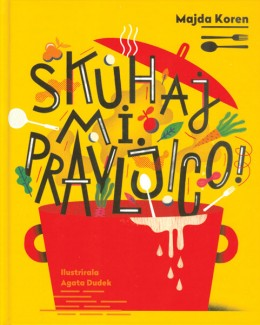 Majda Koren
SKUHAJ
MI
PRAVLJICO!
Ilustrirala
Agata Dudek